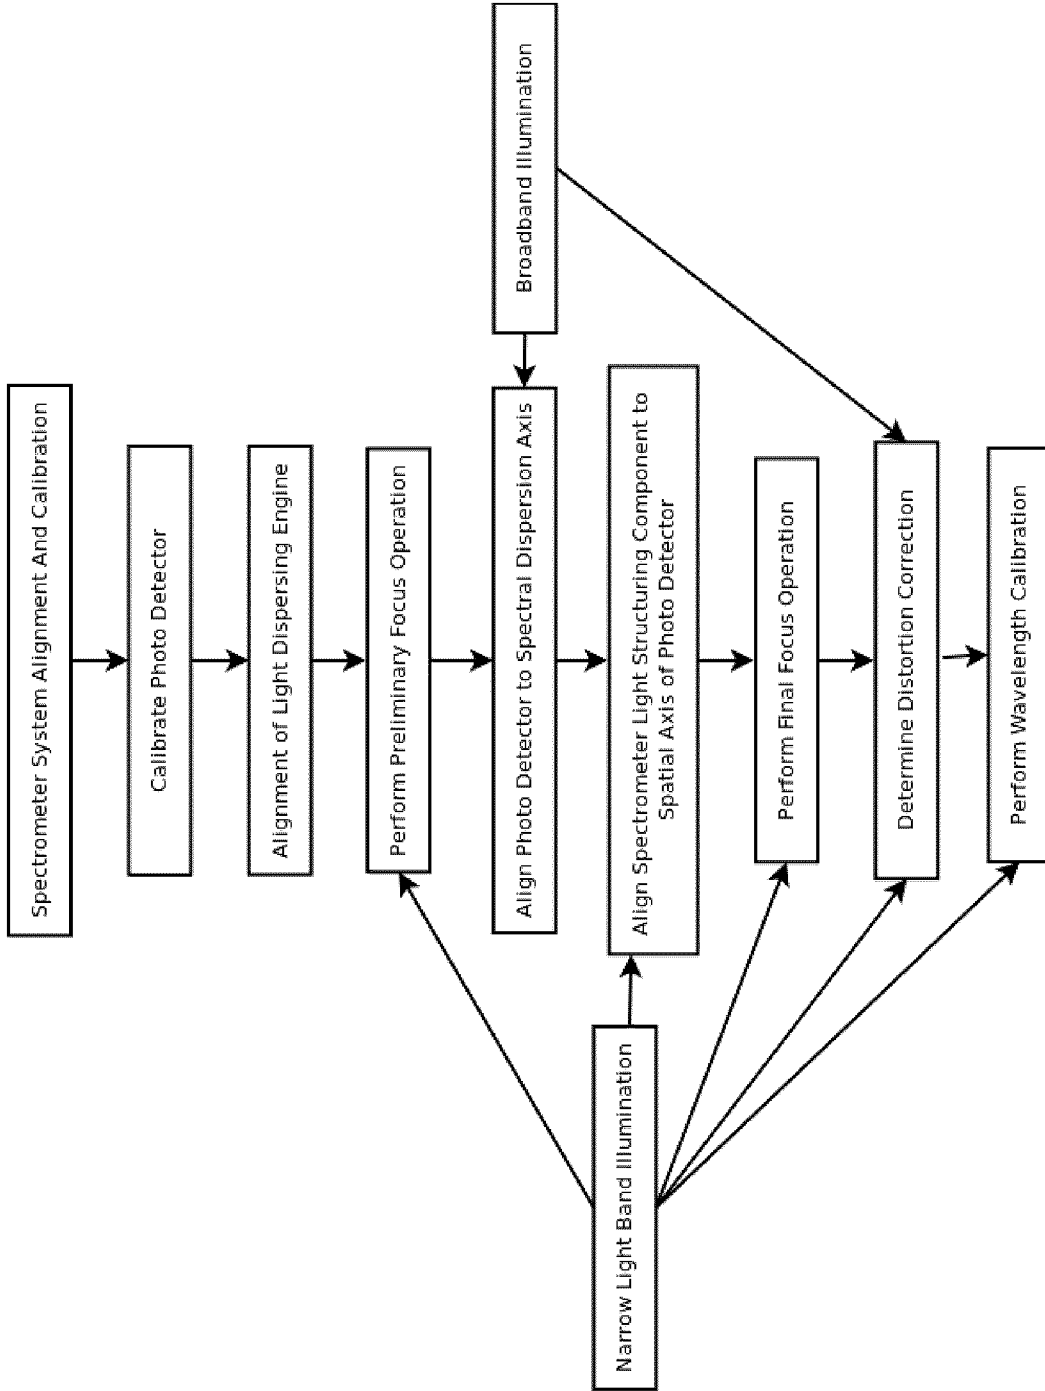 Spectrometer System Alignment And Calibration
Calibrate Photo Detector
Alignment of Light Dispersing Engine
Perform Preliminary Focus Operation
Broadband Illumination
Align Photo Detector to Spectral Dispersion Axis
Align Spectrometer Light Structuring Component to
Spatial Axis of Photo Detector
Narrow Light Band Illumination
Perform Final Focus Operation
Determine Distortion Correction
Perform Wavelength Calibration